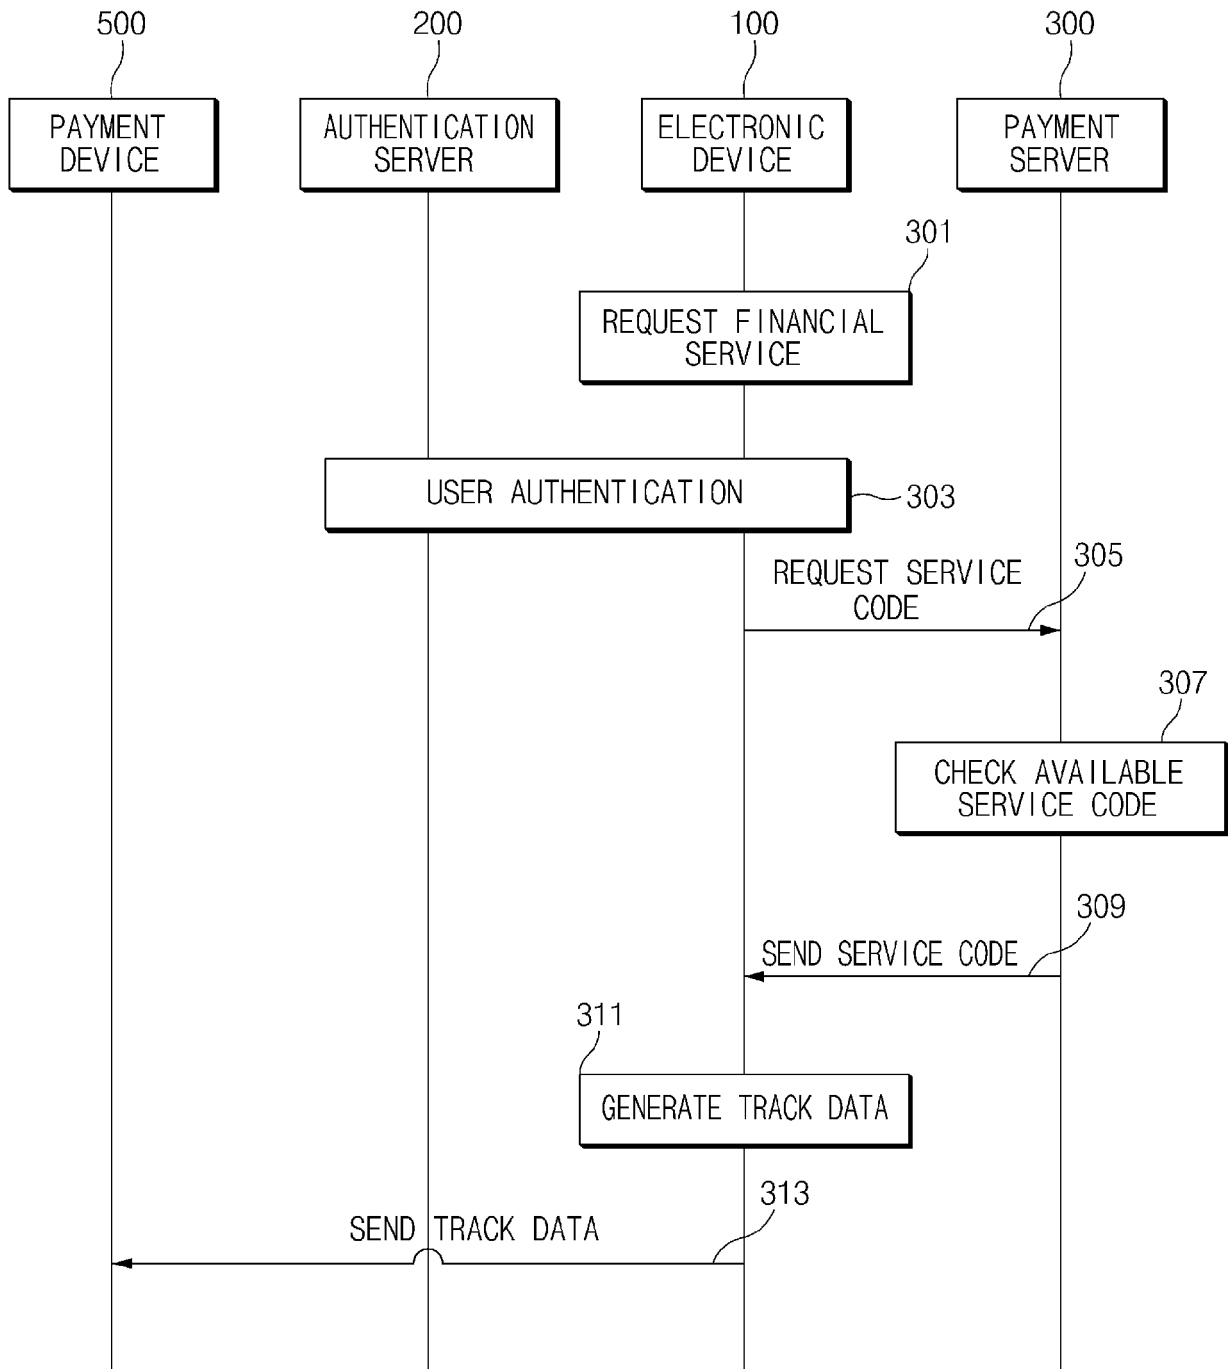 500
200
100
300
PAYMENT
DEVICE
AUTHENTICATION
SERVER
ELECTRONIC
DEVICE
PAYMENT
SERVER
301
REQUEST FINANCIAL
SERVICE
USER AUTHENTICATION
303
REQUEST SERVICE
CODE
305
307
CHECK AVAILABLE
SERVICE CODE
309
SEND SERVICE CODE
311
GENERATE TRACK DATA
313
SEND TRACK DATA